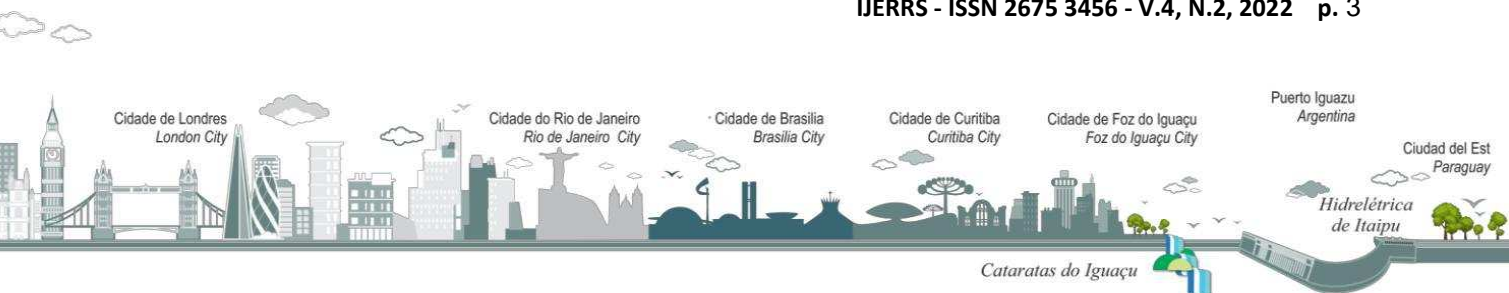 IJERRS - ISSN 2675 3456 - V.4, N.2, 2022 p. 3
Cidade de Londres
London City
Cidade do Rio de Janeiro
Rio de Janeiro City
Cidade de Brasilia
Brasilia City
Cidade de Curitiba
Curitiba City
Cidade de Foz do Iguaçu
Foz do Iguaçu City
Puerto Iguazu
Argentina
Ciudad del Est
Paraguay
Hidrelétrica
de Itaipu
Cataratas do Iguaçu